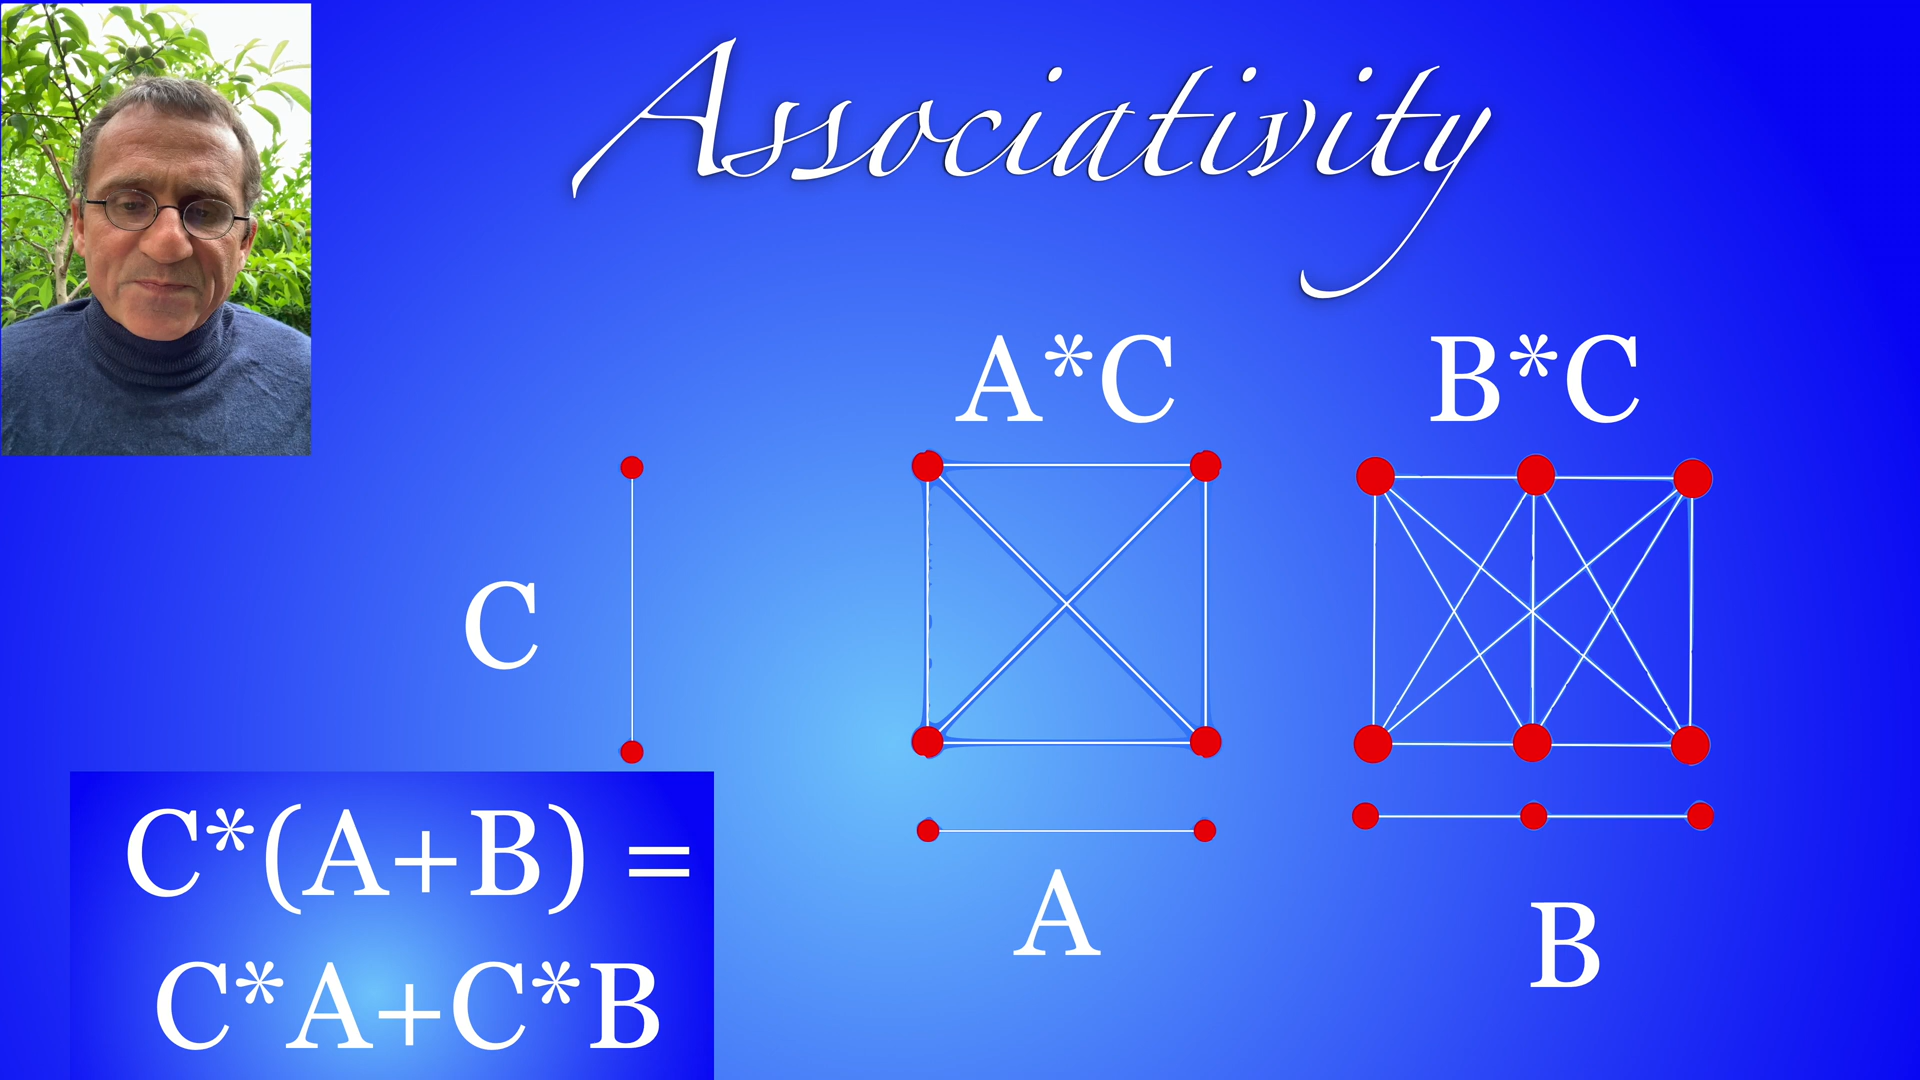 Associativity
A*C
B*C
C
C*(A+B) =
C*A+C*B
A
B